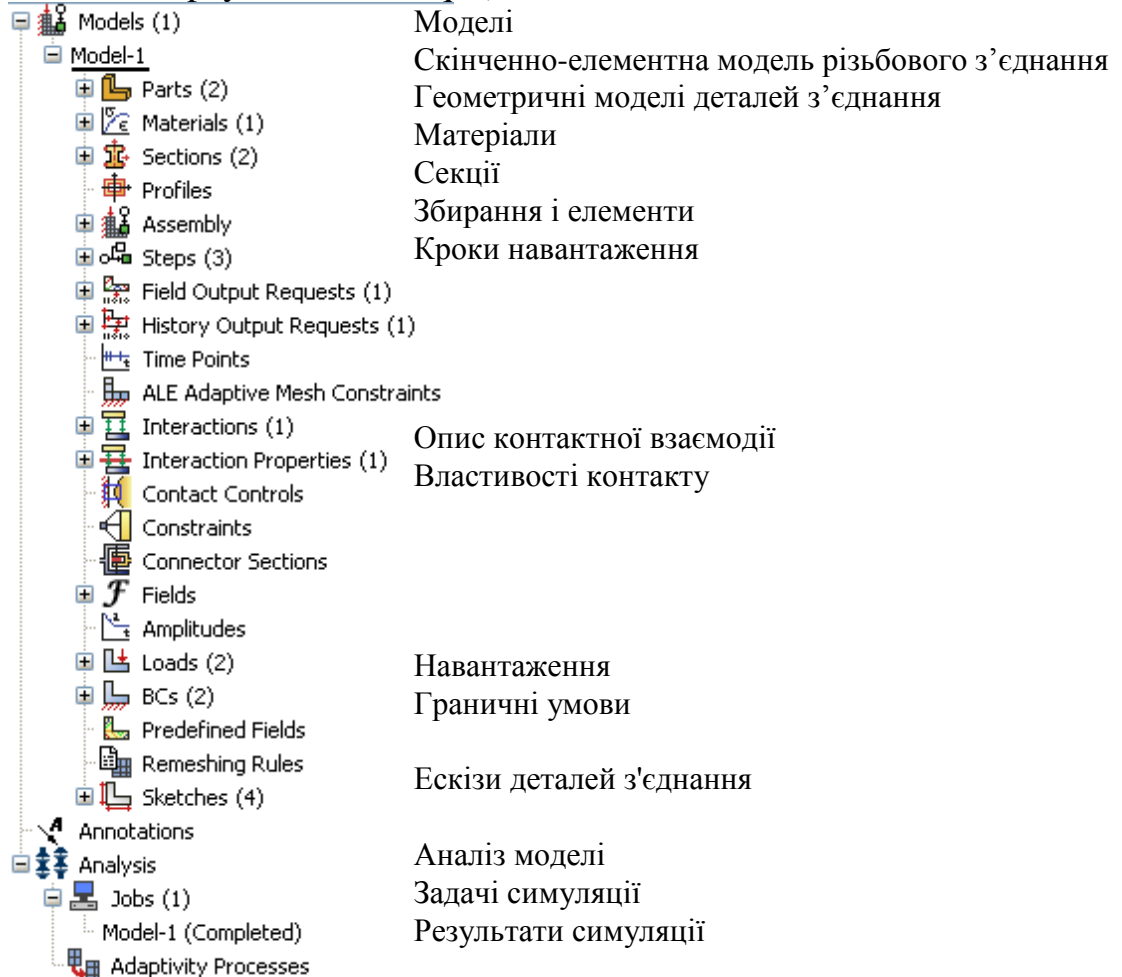 Models (1) Моделі
Model-1 Скінченно-елементна модель різьбового з’єднання
Parts (2) Геометричні моделі деталей з’єднання
Materials (1) Матеріали
Sections (2) Секції
Profiles
Assembly Збирання і елементи
Steps (3) Кроки навантаження
Field Output Requests (1)
History Output Requests (1)
Time Points
ALE Adaptive Mesh Constraints
Interactions (1) Опис контактної взаємодії
Interaction Properties (1) Властивості контакту
Contact Controls
Constraints
Connector Sections
Fields
Amplitudes
Loads (2) Навантаження
BCs (2) Граничні умови
Predefined Fields
Remeshing Rules
Sketches (4) Ескізи деталей з'єднання
Annotations
Analysis Аналіз моделі
Jobs (1) Задачі симуляції
Model-1 (Completed) Результати симуляції
Adaptivity Processes